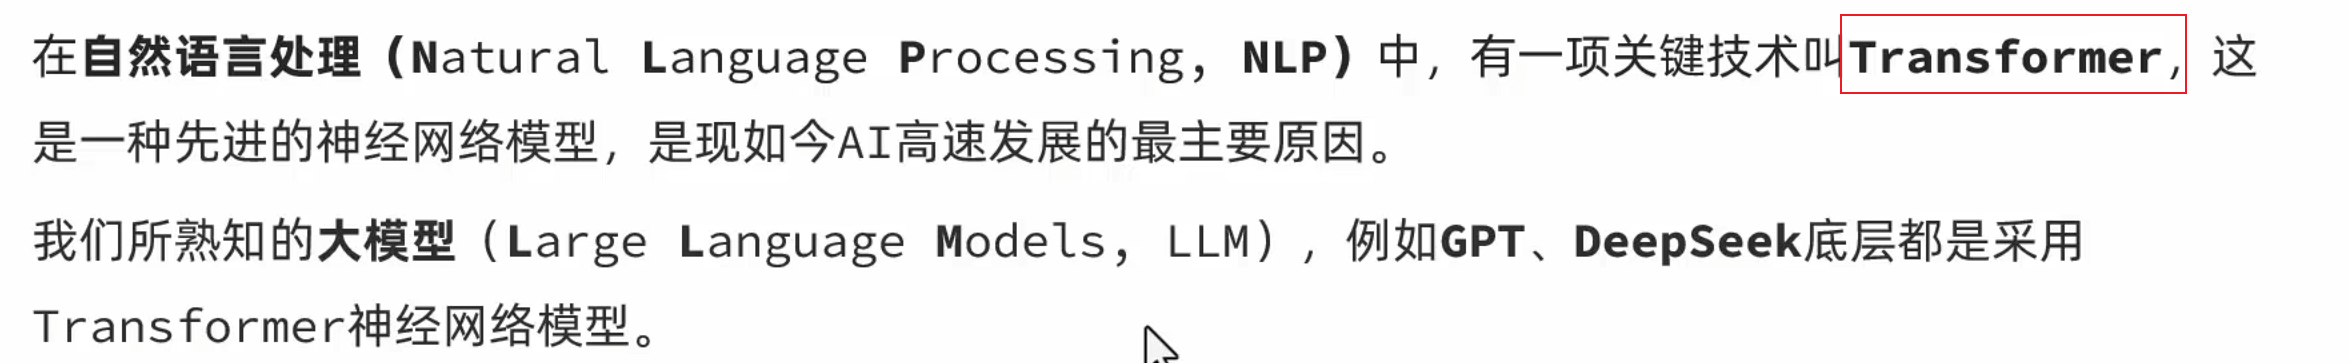 在自然语言处理（Natural Language Processing, NLP）中，有一项关键技术叫Transformer，这
是一种先进的神经网络模型，是现如今AI高速发展的最主要原因。
我们所熟知的大模型（Large Language Models, LLM），例如GPT、DeepSeek底层都是采用
Transformer神经网络模型。